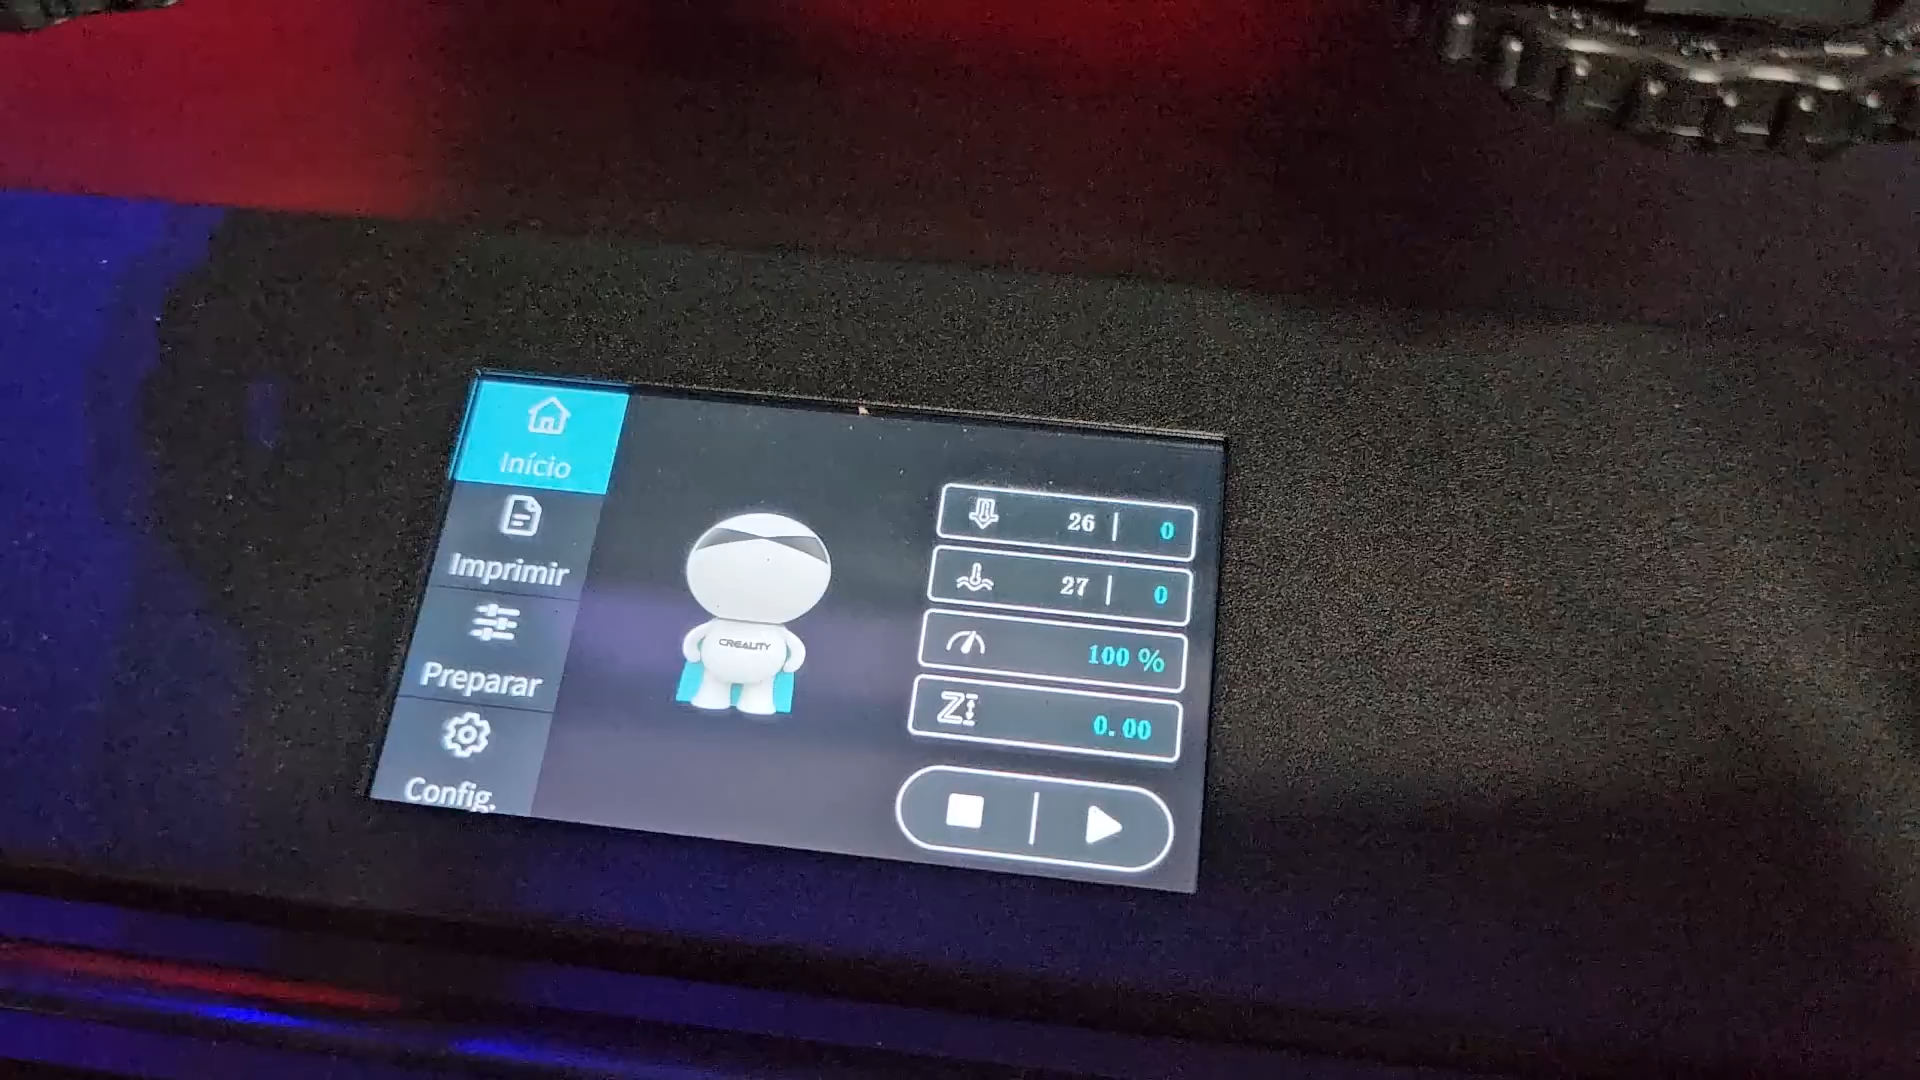 Início
Imprimir
Preparar
Config.
CREALITY
26 | 0
27 | 0
100 %
Z
0.00